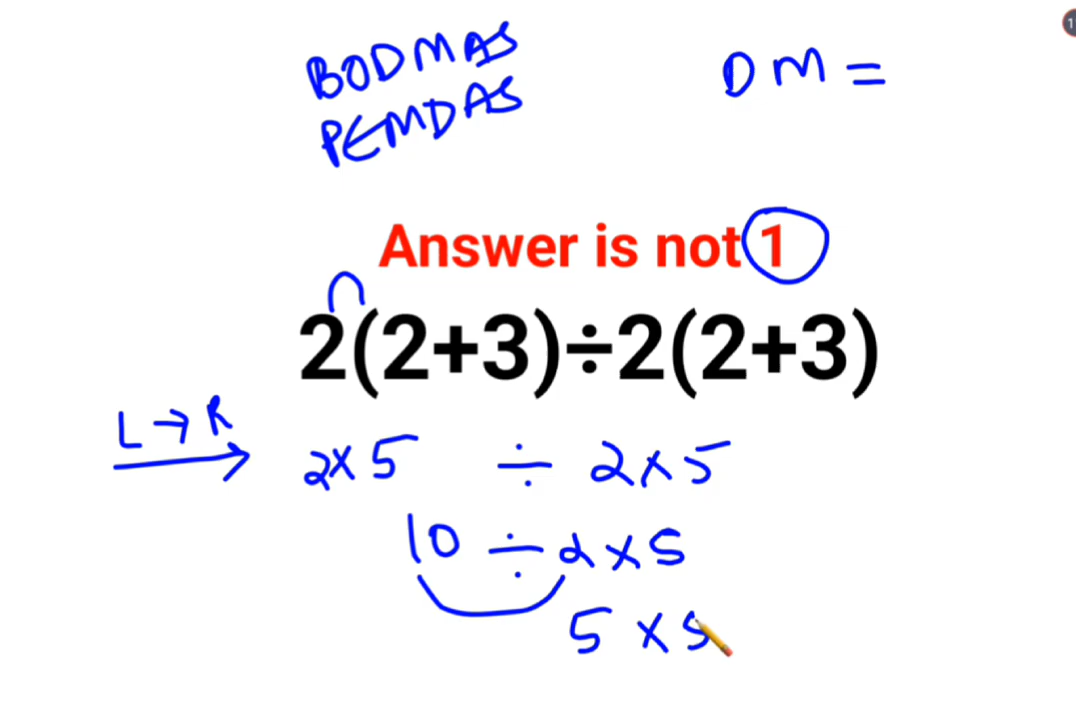 BODMAS
PEMDAS
DM =
Answer is not 1
2(2+3)÷2(2+3)
L→R
2×5 ÷ 2×5
10 ÷ 2×5
5×5